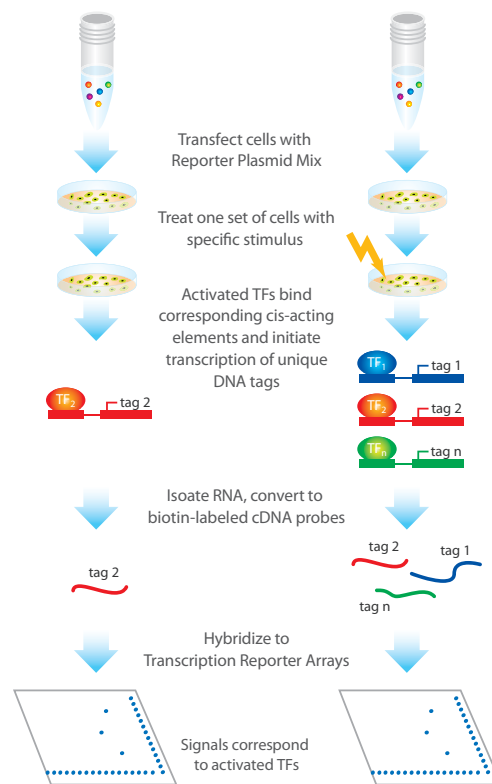 Transfect cells with
Reporter Plasmid Mix
Treat one set of cells with
specific stimulus
Activated TFs bind
corresponding cis-acting
elements and initiate
transcription of unique
DNA tags
TF2 tag 2
TF1 tag 1
TF2 tag 2
TFn tag n
Isoate RNA, convert to
biotin-labeled cDNA probes
tag 2
tag 2
tag 1
tag n
Hybridize to
Transcription Reporter Arrays
Signals correspond
to activated TFs